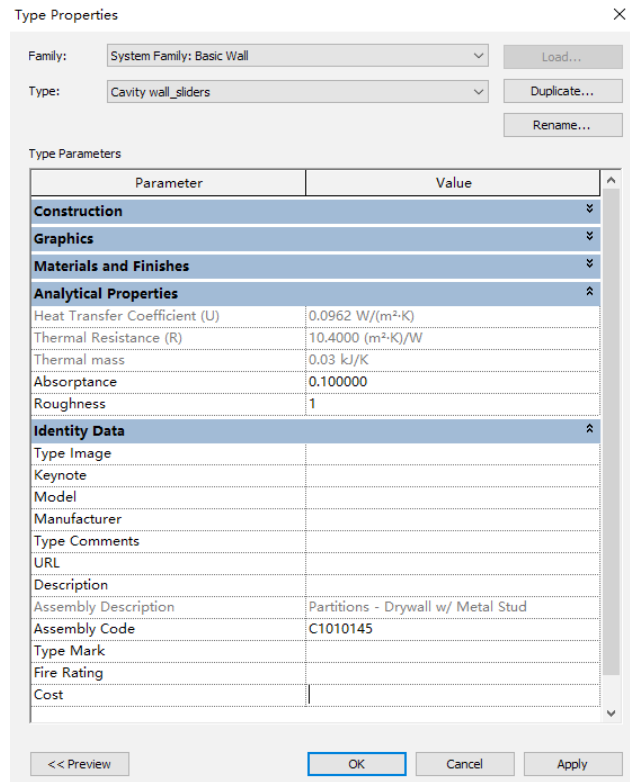 Type Properties
Family: System Family: Basic Wall Load...
Type: Cavity wall_sliders Duplicate...
Rename...
Type Parameters
Parameter Value
Construction
Graphics
Materials and Finishes
Analytical Properties
Heat Transfer Coefficient (U) 0.0962 W/(m²·K)
Thermal Resistance (R) 10.4000 (m²·K)/W
Thermal mass 0.03 kJ/K
Absorptance 0.100000
Roughness 1
Identity Data
Type Image
Keynote
Model
Manufacturer
Type Comments
URL
Description
Assembly Description Partitions - Drywall w/ Metal Stud
Assembly Code C1010145
Type Mark
Fire Rating
Cost
<< Preview OK Cancel Apply